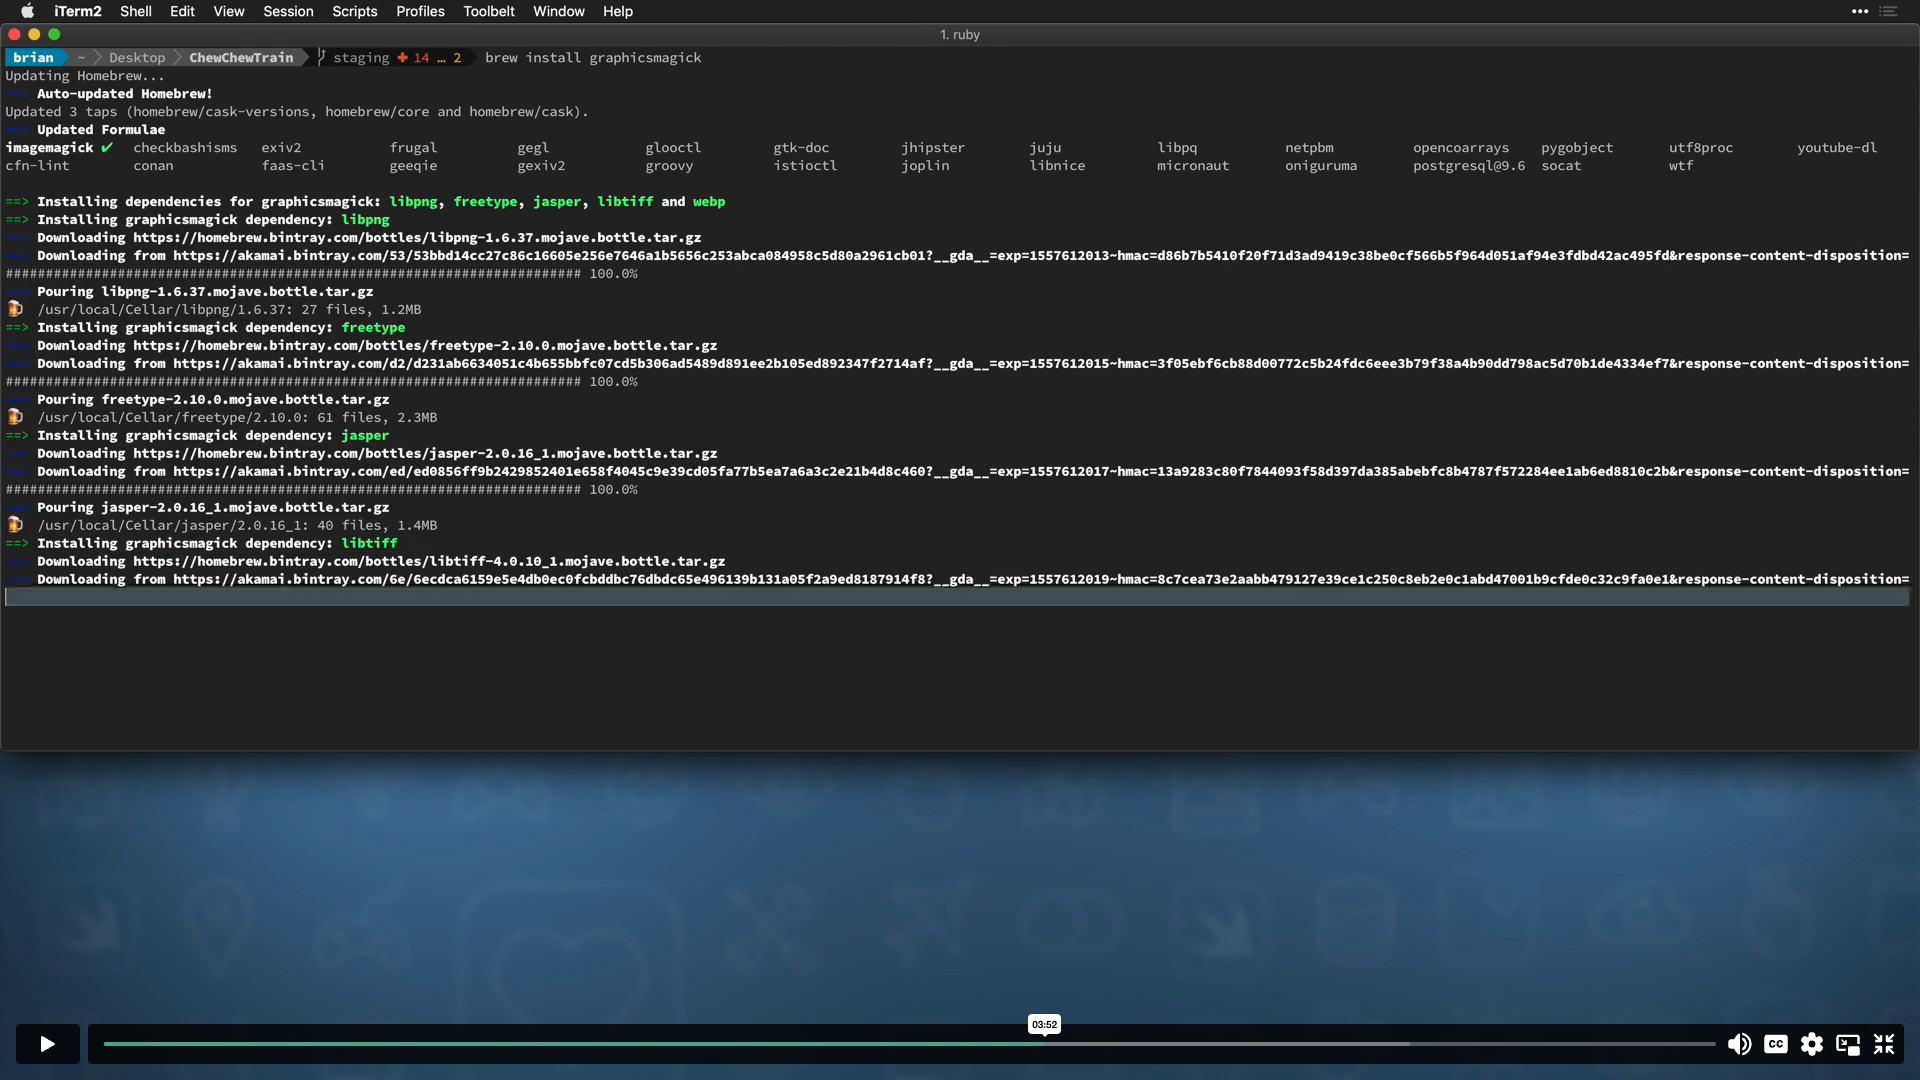 iTerm2 Shell Edit View Session Scripts Profiles Toolbelt Window Help
1. ruby
brian ~ Desktop ChewChewTrain staging ✚ 14 … 2 brew install graphicsmagick
Updating Homebrew...
==> Auto-updated Homebrew!
Updated 3 taps (homebrew/cask-versions, homebrew/core and homebrew/cask).
==> Updated Formulae
imagemagick ✔ checkbashisms exiv2 frugal gegl glooctl gtk-doc jhipster juju libpq netpbm opencoarrays pygobject utf8proc youtube-dl
cfn-lint conan faas-cli geeqie gexiv2 groovy istioctl joplin libnice micronaut oniguruma postgresql@9.6 socat wtf
==> Installing dependencies for graphicsmagick: libpng, freetype, jasper, libtiff and webp
==> Installing graphicsmagick dependency: libpng
==> Downloading https://homebrew.bintray.com/bottles/libpng-1.6.37.mojave.bottle.tar.gz
==> Downloading from https://akamai.bintray.com/53/53bbd14cc27c86c16605e256e7646a1b5656c253abca084958c5d80a2961cb01?__gda__=exp=1557612013~hmac=d86b7b5410f20f71d3ad9419c38be0cf566b5f964d051af94e3fdbd42ac495fd&response-content-disposition=
######################################################################## 100.0%
==> Pouring libpng-1.6.37.mojave.bottle.tar.gz
🍺 /usr/local/Cellar/libpng/1.6.37: 27 files, 1.2MB
==> Installing graphicsmagick dependency: freetype
==> Downloading https://homebrew.bintray.com/bottles/freetype-2.10.0.mojave.bottle.tar.gz
==> Downloading from https://akamai.bintray.com/d2/d231ab6634051c4b655bbfc07cd5b306ad5489d891ee2b105ed892347f2714af?__gda__=exp=1557612015~hmac=3f05ebf6cb88d00772c5b24fdc6eee3b79f38a4b90dd798ac5d70b1de4334ef7&response-content-disposition=
######################################################################## 100.0%
==> Pouring freetype-2.10.0.mojave.bottle.tar.gz
🍺 /usr/local/Cellar/freetype/2.10.0: 61 files, 2.3MB
==> Installing graphicsmagick dependency: jasper
==> Downloading https://homebrew.bintray.com/bottles/jasper-2.0.16_1.mojave.bottle.tar.gz
==> Downloading from https://akamai.bintray.com/ed/ed0856ff9b2429852401e658f4045c9e39cd05fa77b5ea7a6a3c2e21b4d8c460?__gda__=exp=1557612017~hmac=13a9283c80f7844093f58d397da385abebfc8b4787f572284ee1ab6ed8810c2b&response-content-disposition=
######################################################################## 100.0%
==> Pouring jasper-2.0.16_1.mojave.bottle.tar.gz
🍺 /usr/local/Cellar/jasper/2.0.16_1: 40 files, 1.4MB
==> Installing graphicsmagick dependency: libtiff
==> Downloading https://homebrew.bintray.com/bottles/libtiff-4.0.10_1.mojave.bottle.tar.gz
==> Downloading from https://akamai.bintray.com/6e/6ecdca6159e5e4db0ec0fcbddbc76dbdc65e496139b131a05f2a9ed8187914f8?__gda__=exp=1557612019~hmac=8c7cea73e2aabb479127e39ce1c250c8eb2e0c1abd47001b9cfde0c32c9fa0e1&response-content-disposition=
03:52
CC